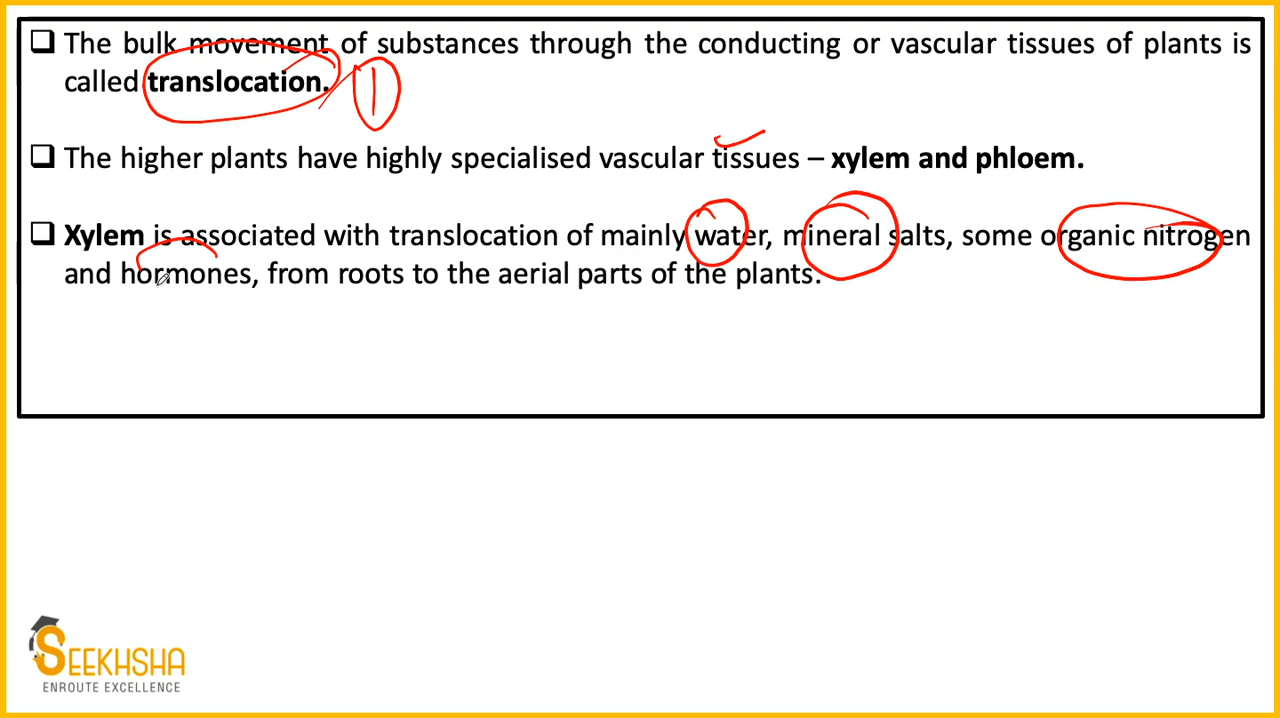 ❑ The bulk movement of substances through the conducting or vascular tissues of plants is
called translocation. 1
❑ The higher plants have highly specialised vascular tissues – xylem and phloem.
❑ Xylem is associated with translocation of mainly water, mineral salts, some organic nitrogen
and hormones, from roots to the aerial parts of the plants.
SEEKHSHA
ENROUTE EXCELLENCE